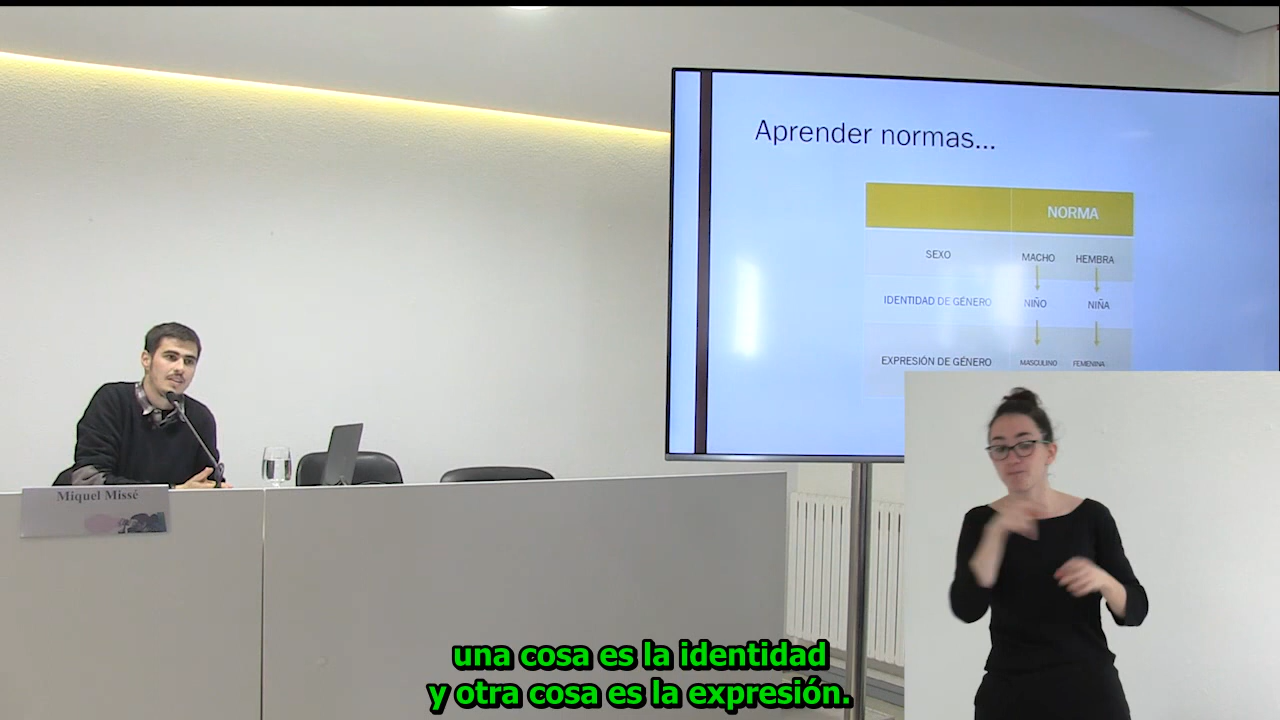 Aprender normas...
NORMA
SEXO MACHO HEMBRA
IDENTIDAD DE GÉNERO NIÑO NIÑA
EXPRESIÓN DE GÉNERO MASCULINO FEMENINA
Miquel Missé
una cosa es la identidad
y otra cosa es la expresión.